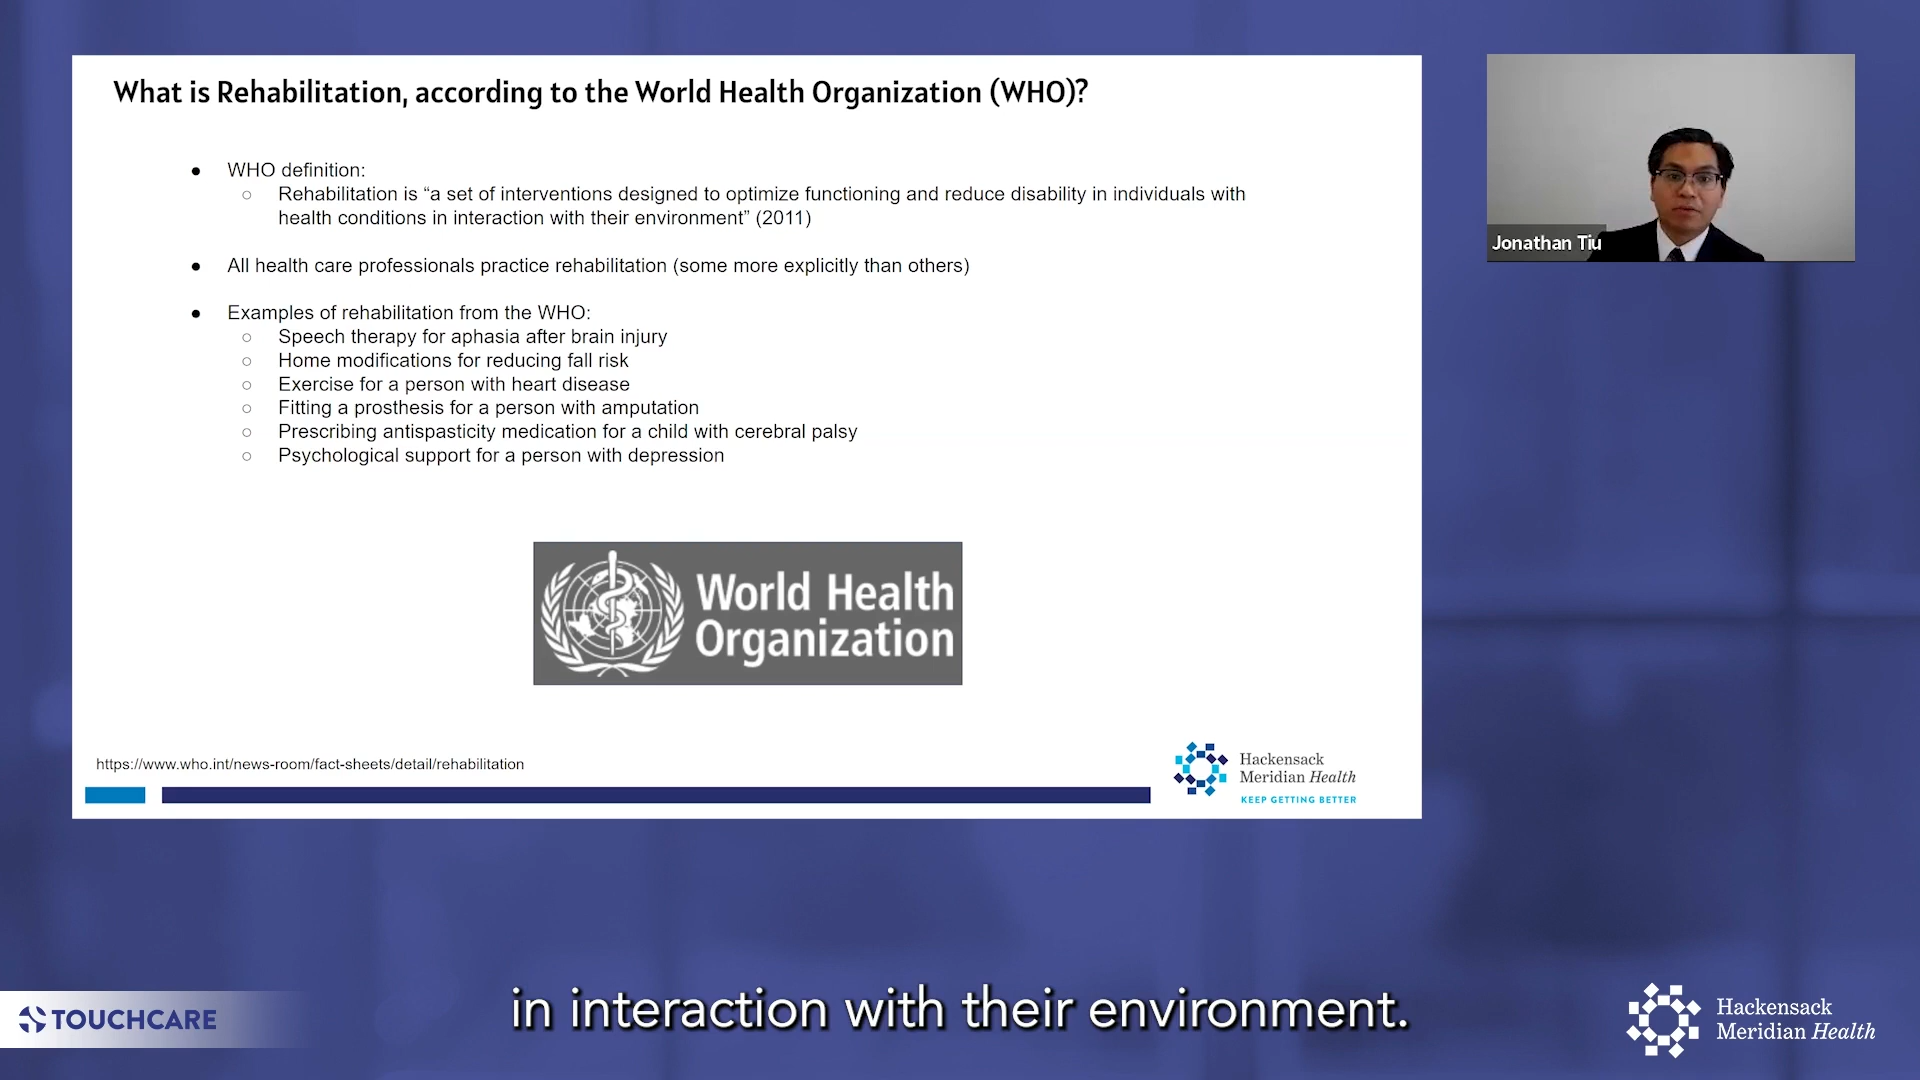 What is Rehabilitation, according to the World Health Organization (WHO)?
● WHO definition:
○ Rehabilitation is “a set of interventions designed to optimize functioning and reduce disability in individuals with
health conditions in interaction with their environment” (2011)
● All health care professionals practice rehabilitation (some more explicitly than others)
● Examples of rehabilitation from the WHO:
○ Speech therapy for aphasia after brain injury
○ Home modifications for reducing fall risk
○ Exercise for a person with heart disease
○ Fitting a prosthesis for a person with amputation
○ Prescribing antispasticity medication for a child with cerebral palsy
○ Psychological support for a person with depression
World Health
Organization
https://www.who.int/news-room/fact-sheets/detail/rehabilitation
Hackensack
Meridian Health
KEEP GETTING BETTER
Jonathan Tiu
in interaction with their environment.
TOUCHCARE
Hackensack
Meridian Health